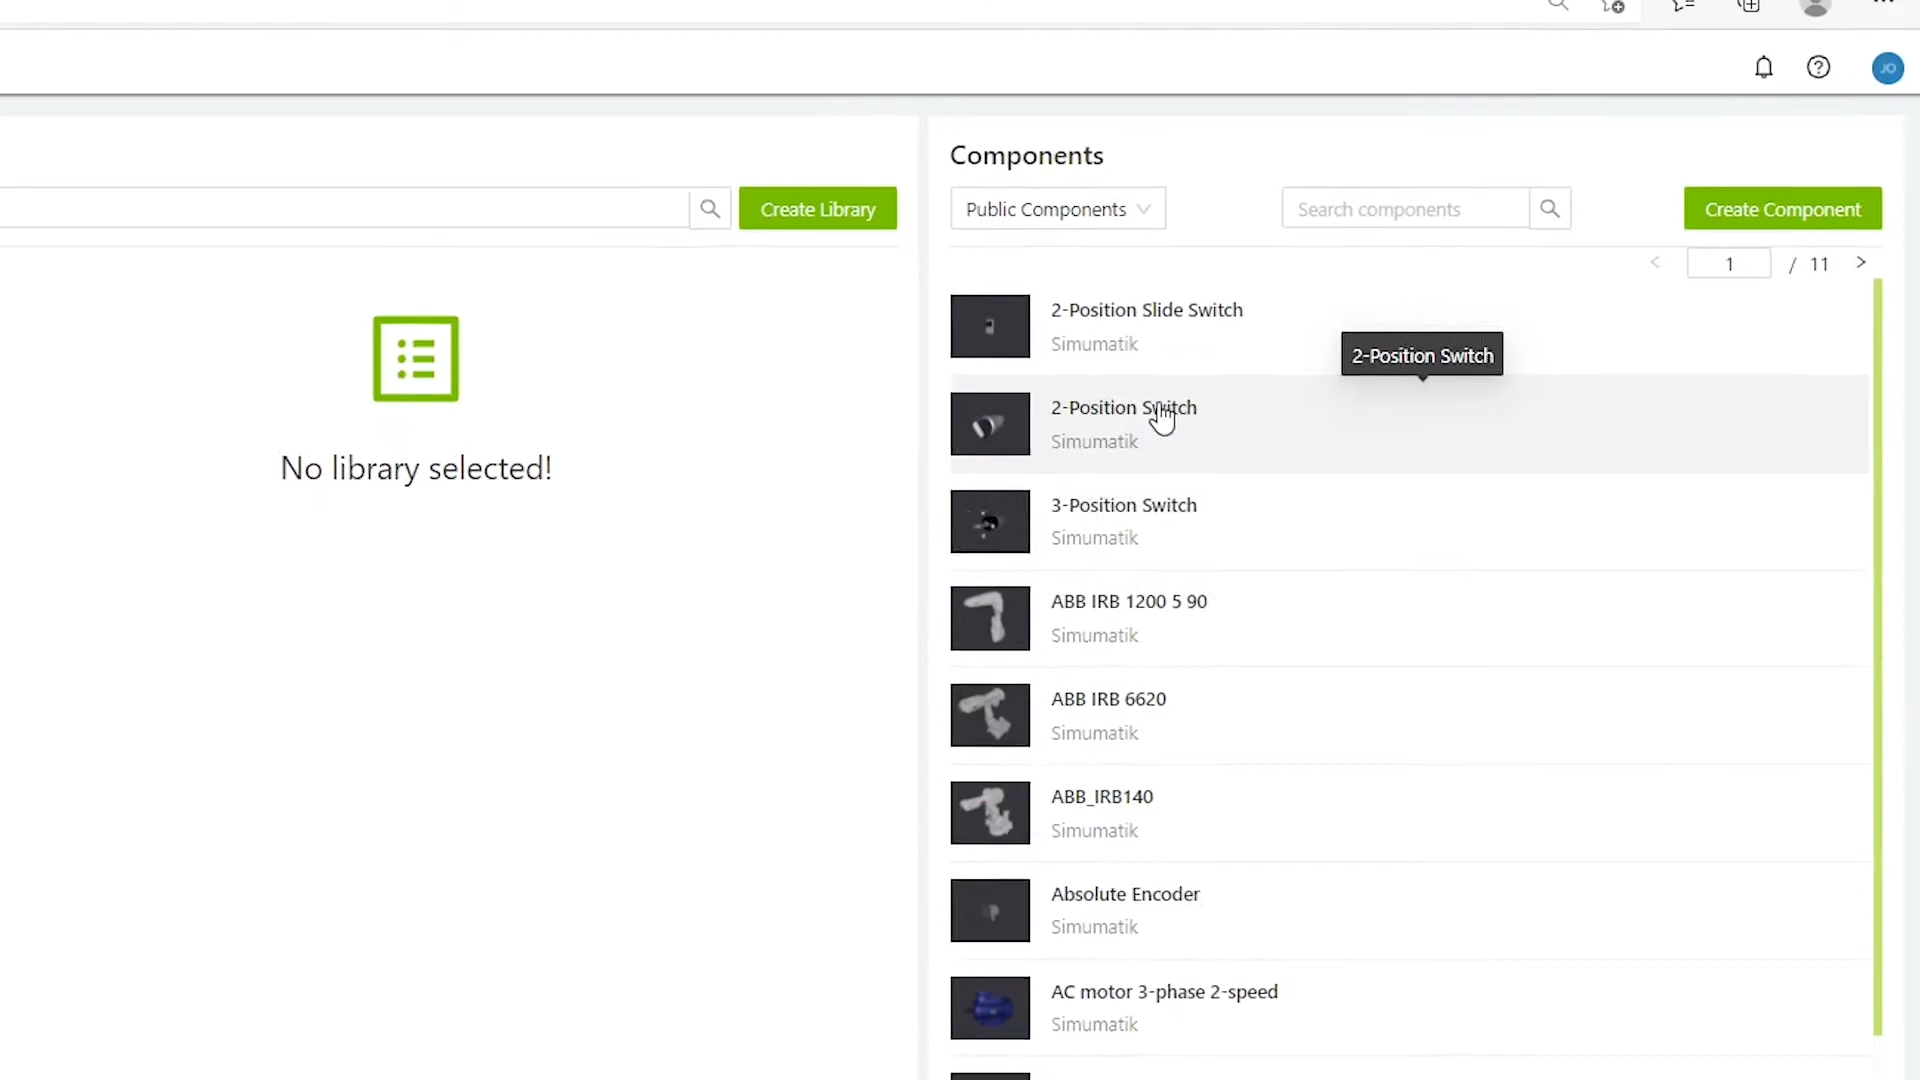 JO
Components
Create Library
Public Components
Search components
Create Component
1 / 11
2-Position Slide Switch
Simumatik
2-Position Switch
2-Position Switch
Simumatik
No library selected!
3-Position Switch
Simumatik
ABB IRB 1200 5 90
Simumatik
ABB IRB 6620
Simumatik
ABB_IRB140
Simumatik
Absolute Encoder
Simumatik
AC motor 3-phase 2-speed
Simumatik